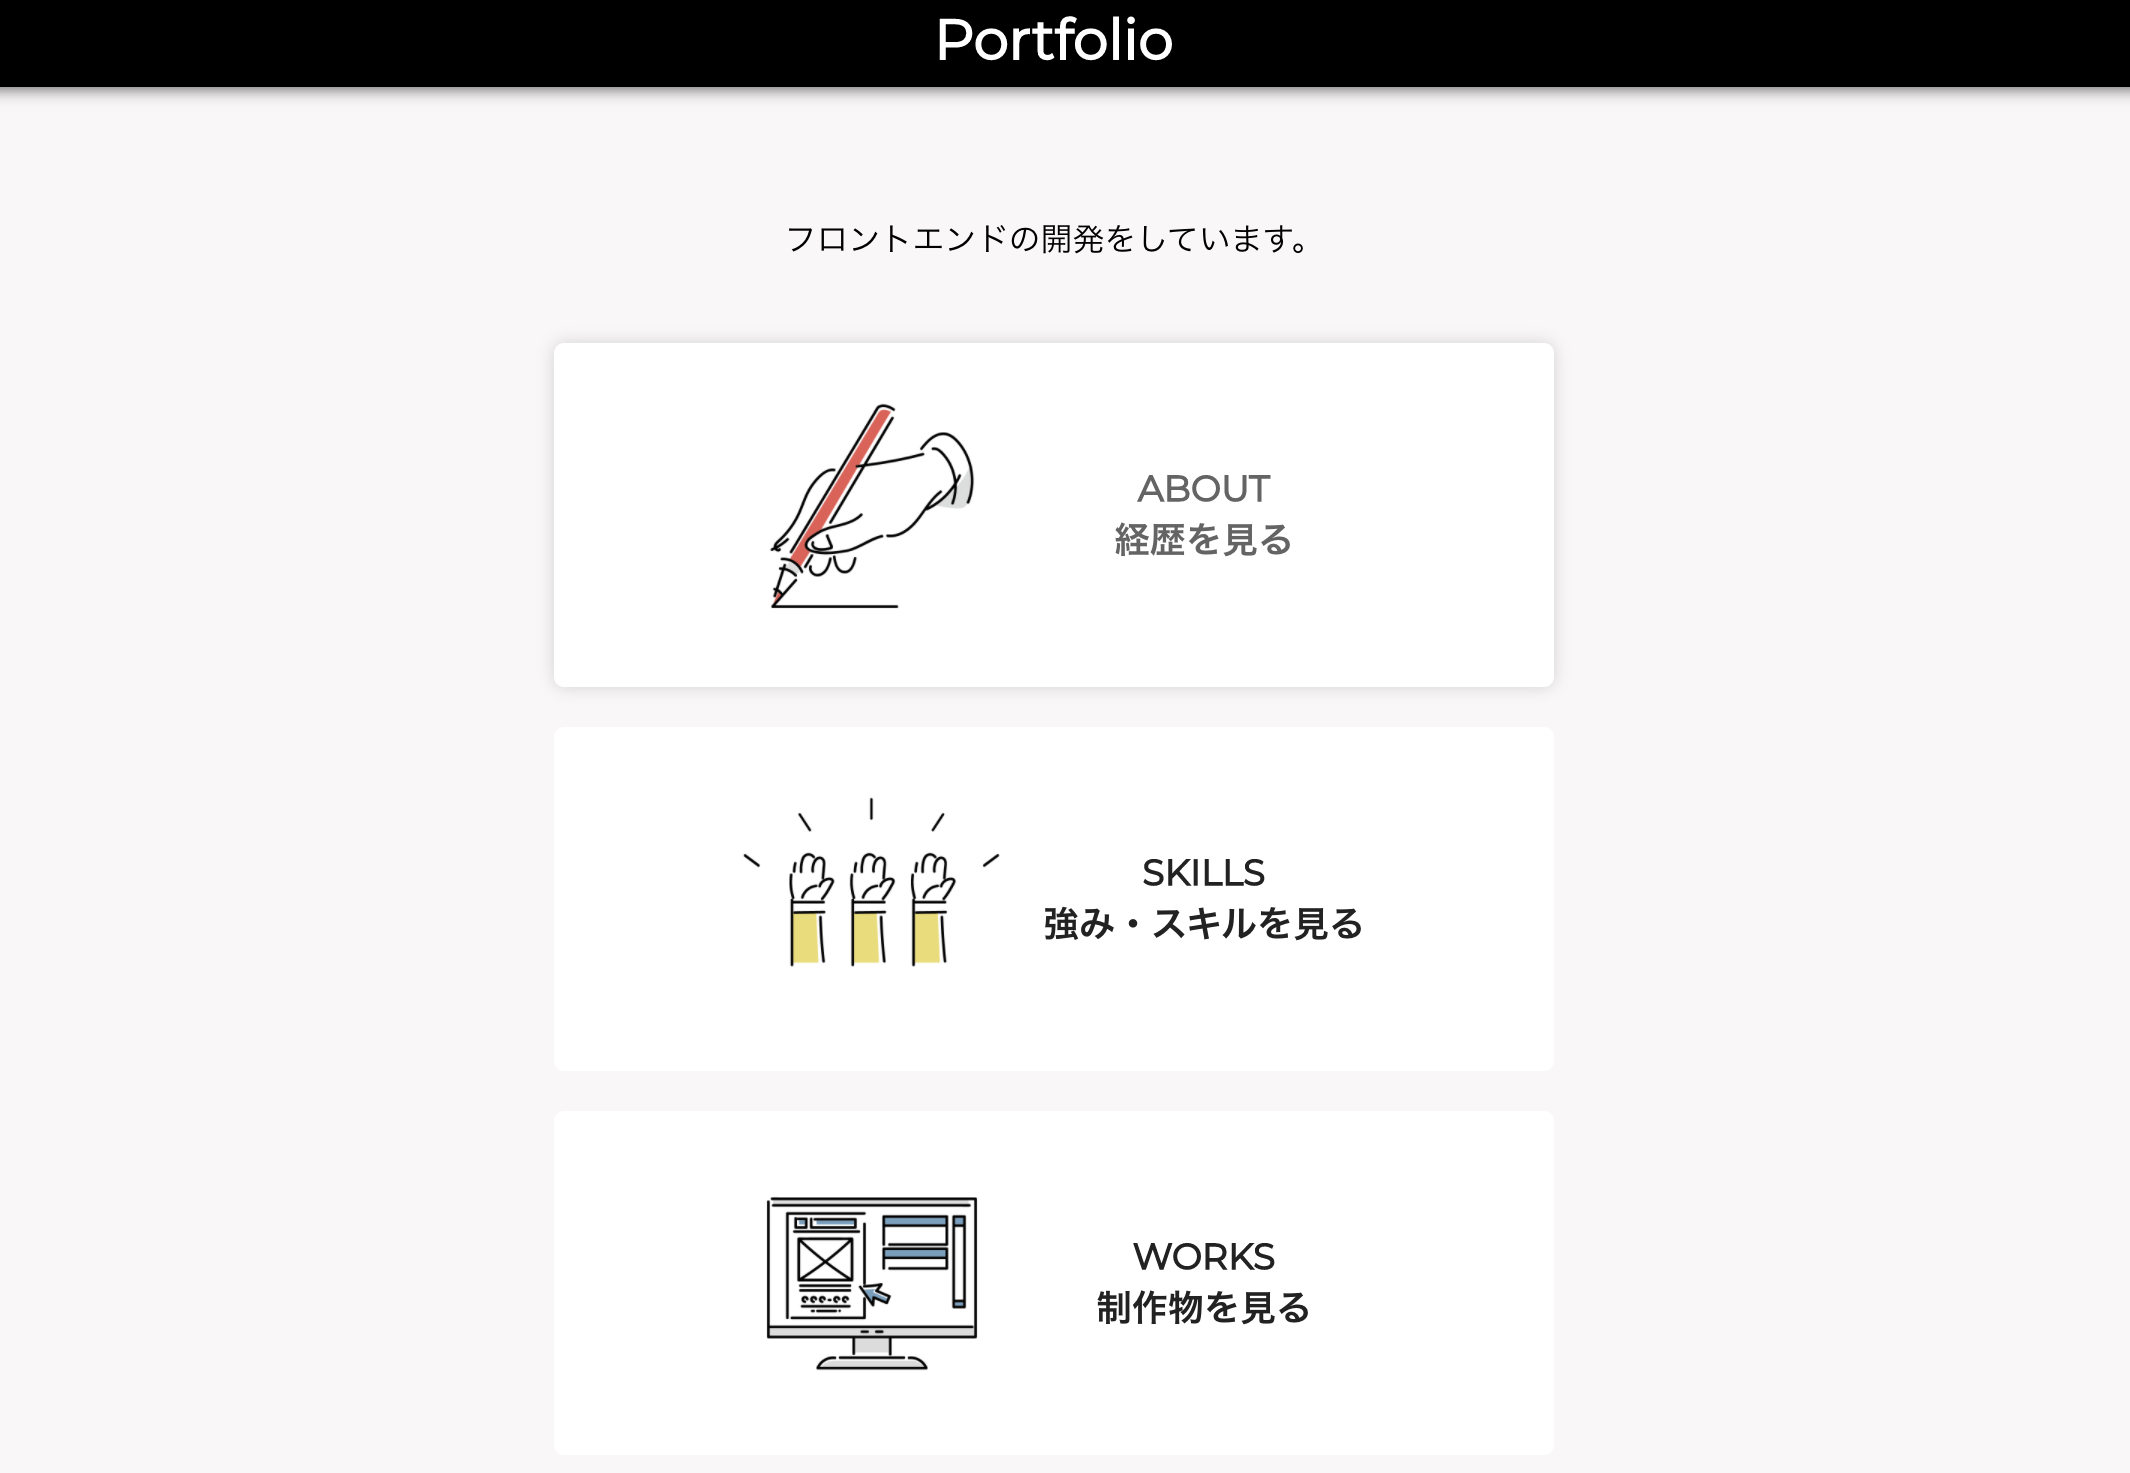 Portfolio
フロントエンドの開発をしています。
ABOUT
経歴を見る
SKILLS
強み・スキルを見る
WORKS
制作物を見る